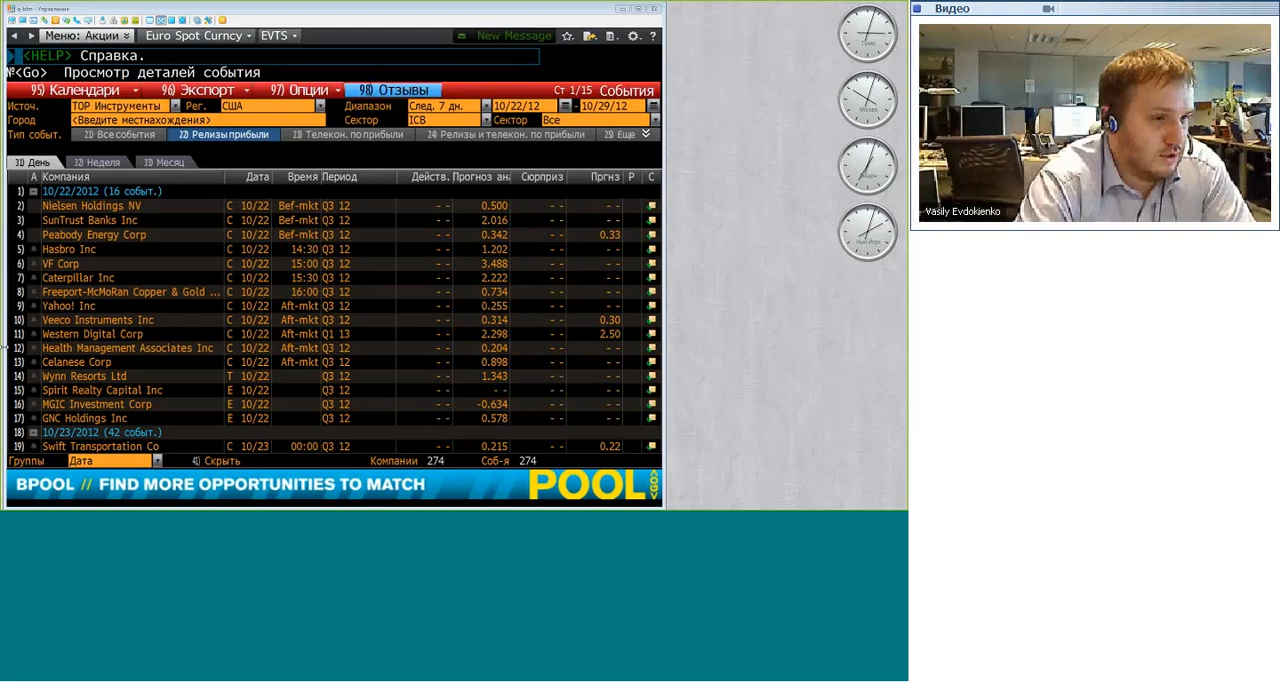 q-blm - Управление
Меню: Акции Euro Spot Curncy EVTS New Message ?
<HELP> Справка.
№<Go> Просмотр деталей события
95) Календари 96) Экспорт 97) Опции 98) Отзывы Ст 1/15 События
Источ. TOP Инструменты Рег. США Диапазон След. 7 дн. 10/22/12 - 10/29/12
Город <Введите местнахождения> Сектор ICB Сектор Все
Тип событ. 21) Все события 22) Релизы прибыли 23) Телекон. по прибыли 24) Релизы и телекон. по прибыли 29) Еще
31) День 32) Неделя 33) Месяц
А Компания Дата Время Период Действ. Прогноз ан. Сюрприз Пргнз Р С
1) 10/22/2012 (16 событ.)
2) Nielsen Holdings NV C 10/22 Bef-mkt Q3 12 - - 0.500 - - - -
3) SunTrust Banks Inc C 10/22 Bef-mkt Q3 12 - - 2.016 - - - -
4) Peabody Energy Corp C 10/22 Bef-mkt Q3 12 - - 0.342 - - 0.33
5) Hasbro Inc C 10/22 14:30 Q3 12 - - 1.202 - - - -
6) VF Corp C 10/22 15:00 Q3 12 - - 3.488 - - - -
7) Caterpillar Inc C 10/22 15:30 Q3 12 - - 2.222 - - - -
8) Freeport-McMoRan Copper & Gold ... C 10/22 16:00 Q3 12 - - 0.734 - - - -
9) Yahoo! Inc C 10/22 Aft-mkt Q3 12 - - 0.255 - - - -
10) Veeco Instruments Inc C 10/22 Aft-mkt Q3 12 - - 0.314 - - 0.30
11) Western Digital Corp C 10/22 Aft-mkt Q1 13 - - 2.298 - - 2.50
12) Health Management Associates Inc C 10/22 Aft-mkt Q3 12 - - 0.204 - - - -
13) Celanese Corp C 10/22 Aft-mkt Q3 12 - - 0.898 - - - -
14) Wynn Resorts Ltd T 10/22 Q3 12 - - 1.343 - - - -
15) Spirit Realty Capital Inc E 10/22 Q3 12 - - - - - - - -
16) MGIC Investment Corp E 10/22 Q3 12 - - -0.634 - - - -
17) GNC Holdings Inc E 10/22 Q3 12 - - 0.578 - - - -
18) 10/23/2012 (42 событ.)
19) Swift Transportation Co C 10/23 00:00 Q3 12 - - 0.215 - - 0.22
Группы Дата 41) Скрыть Компании 274 Соб-я 274
BPOOL // FIND MORE OPPORTUNITIES TO MATCH POOL <GO>
Москва
Видео
Vasily Evdokienko